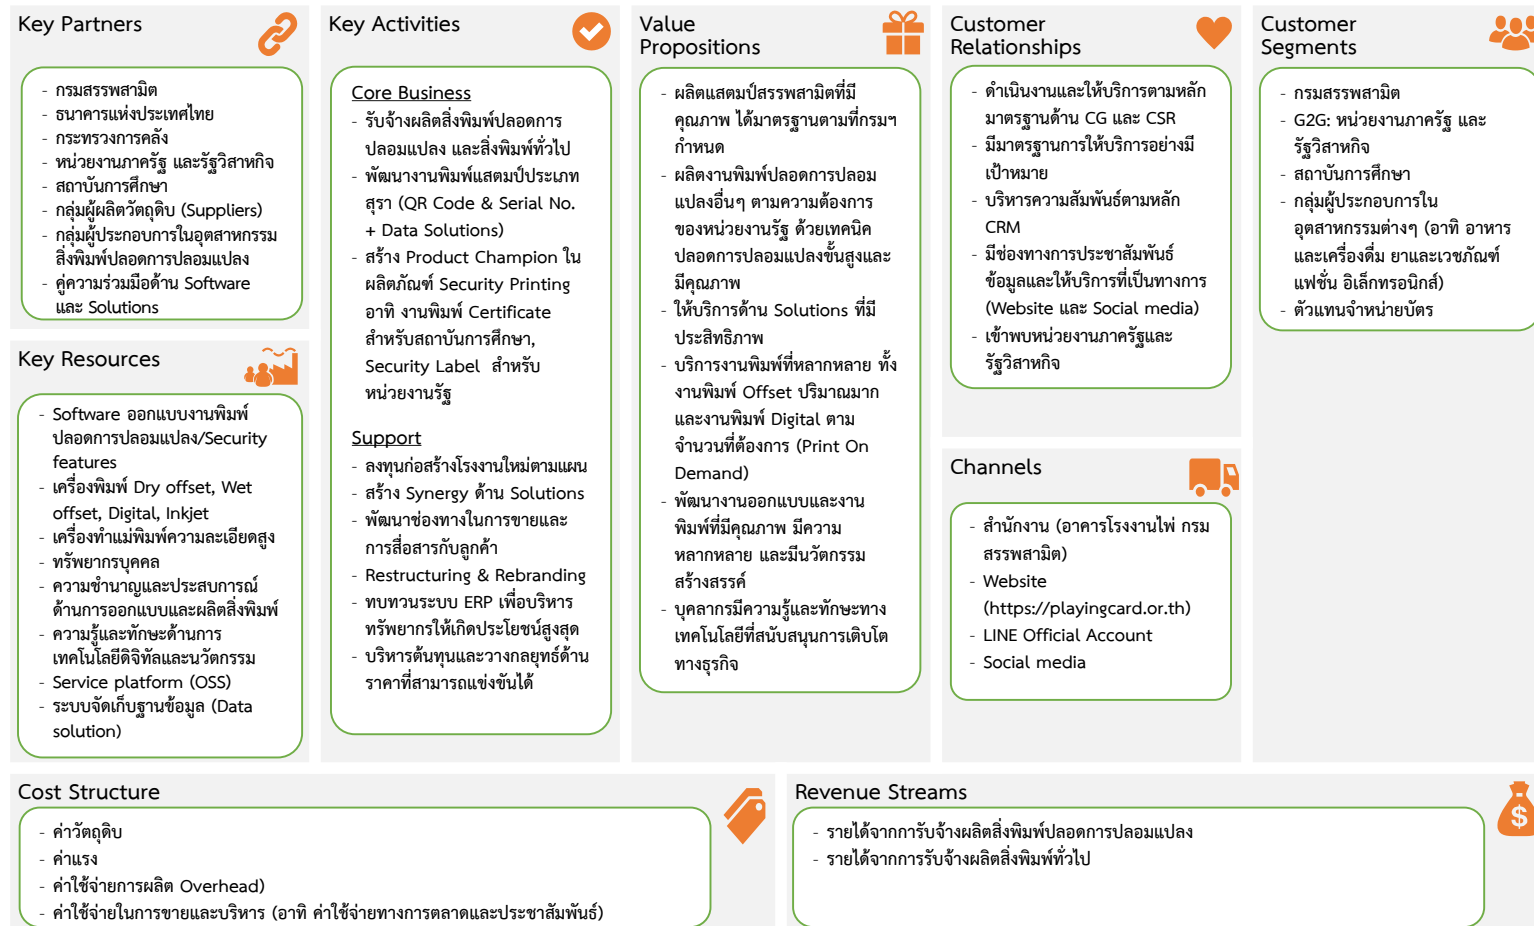 Key Partners
- กรมสรรพสามิต
- ธนาคารแห่งประเทศไทย
- กระทรวงการคลัง
- หน่วยงานภาครัฐ และรัฐวิสาหกิจ
- สถาบันการศึกษา
- กลุ่มผู้ผลิตวัตถุดิบ (Suppliers)
- กลุ่มผู้ประกอบการในอุตสาหกรรม
สิ่งพิมพ์ปลอดการปลอมแปลง
- คู่ความร่วมมือด้าน Software
และ Solutions
Key Resources
- Software ออกแบบงานพิมพ์
ปลอดการปลอมแปลง/Security
features
- เครื่องพิมพ์ Dry offset, Wet
offset, Digital, Inkjet
- เครื่องทำแม่พิมพ์ความละเอียดสูง
- ทรัพยากรบุคคล
- ความชำนาญและประสบการณ์
ด้านการออกแบบและผลิตสิ่งพิมพ์
- ความรู้และทักษะด้านการ
เทคโนโลยีดิจิทัลและนวัตกรรม
- Service platform (OSS)
- ระบบจัดเก็บฐานข้อมูล (Data
solution)
Key Activities
Core Business
- รับจ้างผลิตสิ่งพิมพ์ปลอดการ
ปลอมแปลง และสิ่งพิมพ์ทั่วไป
- พัฒนางานพิมพ์แสตมป์ประเภท
สุรา (QR Code & Serial No.
+ Data Solutions)
- สร้าง Product Champion ใน
ผลิตภัณฑ์ Security Printing
อาทิ งานพิมพ์ Certificate
สำหรับสถาบันการศึกษา,
Security Label สำหรับ
หน่วยงานรัฐ
Support
- ลงทุนก่อสร้างโรงงานใหม่ตามแผน
- สร้าง Synergy ด้าน Solutions
- พัฒนาช่องทางในการขายและ
การสื่อสารกับลูกค้า
- Restructuring & Rebranding
- ทบทวนระบบ ERP เพื่อบริหาร
ทรัพยากรให้เกิดประโยชน์สูงสุด
- บริหารต้นทุนและวางกลยุทธ์ด้าน
ราคาที่สามารถแข่งขันได้
Value
Propositions
- ผลิตแสตมป์สรรพสามิตที่มี
คุณภาพ ได้มาตรฐานตามที่กรมฯ
กำหนด
- ผลิตงานพิมพ์ปลอดการปลอม
แปลงอื่นๆ ตามความต้องการ
ของหน่วยงานรัฐ ด้วยเทคนิค
ปลอดการปลอมแปลงขั้นสูงและ
มีคุณภาพ
- ให้บริการด้าน Solutions ที่มี
ประสิทธิภาพ
- บริการงานพิมพ์ที่หลากหลาย ทั้ง
งานพิมพ์ Offset ปริมาณมาก
และงานพิมพ์ Digital ตาม
จำนวนที่ต้องการ (Print On
Demand)
- พัฒนางานออกแบบและงาน
พิมพ์ที่มีคุณภาพ มีความ
หลากหลาย และมีนวัตกรรม
สร้างสรรค์
- บุคลากรมีความรู้และทักษะทาง
เทคโนโลยีที่สนับสนุนการเติบโต
ทางธุรกิจ
Customer
Relationships
- ดำเนินงานและให้บริการตามหลัก
มาตรฐานด้าน CG และ CSR
- มีมาตรฐานการให้บริการอย่างมี
เป้าหมาย
- บริหารความสัมพันธ์ตามหลัก
CRM
- มีช่องทางการประชาสัมพันธ์
ข้อมูลและให้บริการที่เป็นทางการ
(Website และ Social media)
- เข้าพบหน่วยงานภาครัฐและ
รัฐวิสาหกิจ
Channels
- สำนักงาน (อาคารโรงงานไพ่ กรม
สรรพสามิต)
- Website
(https://playingcard.or.th)
- LINE Official Account
- Social media
Customer
Segments
- กรมสรรพสามิต
- G2G: หน่วยงานภาครัฐ และ
รัฐวิสาหกิจ
- สถาบันการศึกษา
- กลุ่มผู้ประกอบการใน
อุตสาหกรรมต่างๆ (อาทิ อาหาร
และเครื่องดื่ม ยาและเวชภัณฑ์
แฟชั่น อิเล็กทรอนิกส์)
- ตัวแทนจำหน่ายบัตร
Cost Structure
- ค่าวัตถุดิบ
- ค่าแรง
- ค่าใช้จ่ายการผลิต Overhead)
- ค่าใช้จ่ายในการขายและบริหาร (อาทิ ค่าใช้จ่ายทางการตลาดและประชาสัมพันธ์)
Revenue Streams
- รายได้จากการับจ้างผลิตสิ่งพิมพ์ปลอดการปลอมแปลง
- รายได้จากการรับจ้างผลิตสิ่งพิมพ์ทั่วไป
$